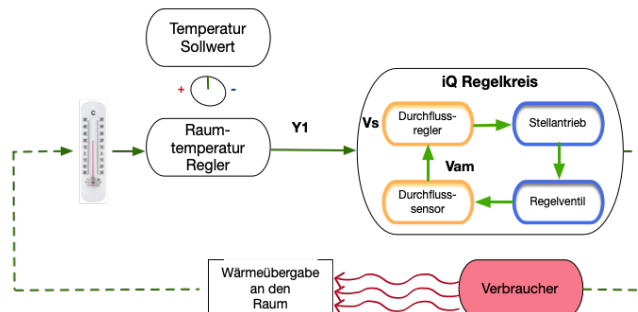 Temperatur
Sollwert
+ -
C
Raum-
temperatur
Regler
Y1
iQ Regelkreis
Vs
Durchfluss-
regler
Stellantrieb
Vam
Durchfluss-
sensor
Regelventil
Wärmeübergabe
an den
Raum
Verbraucher